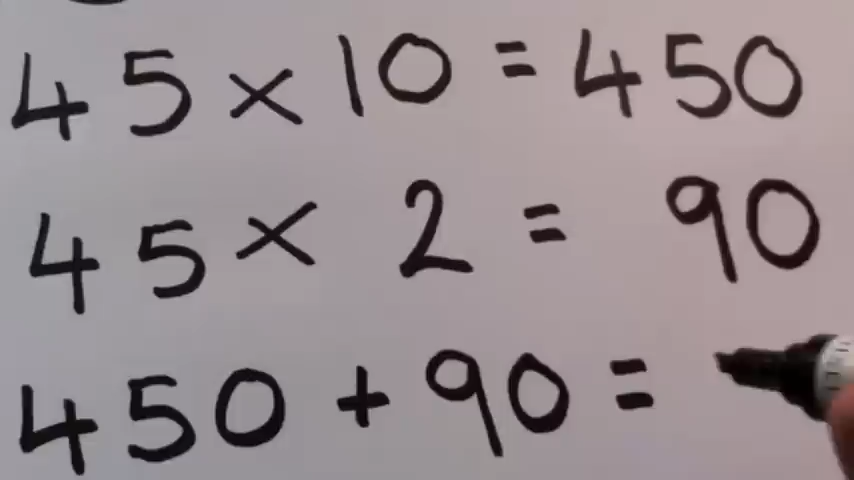 45 × 10 = 450
45 × 2 = 90
450 + 90 =